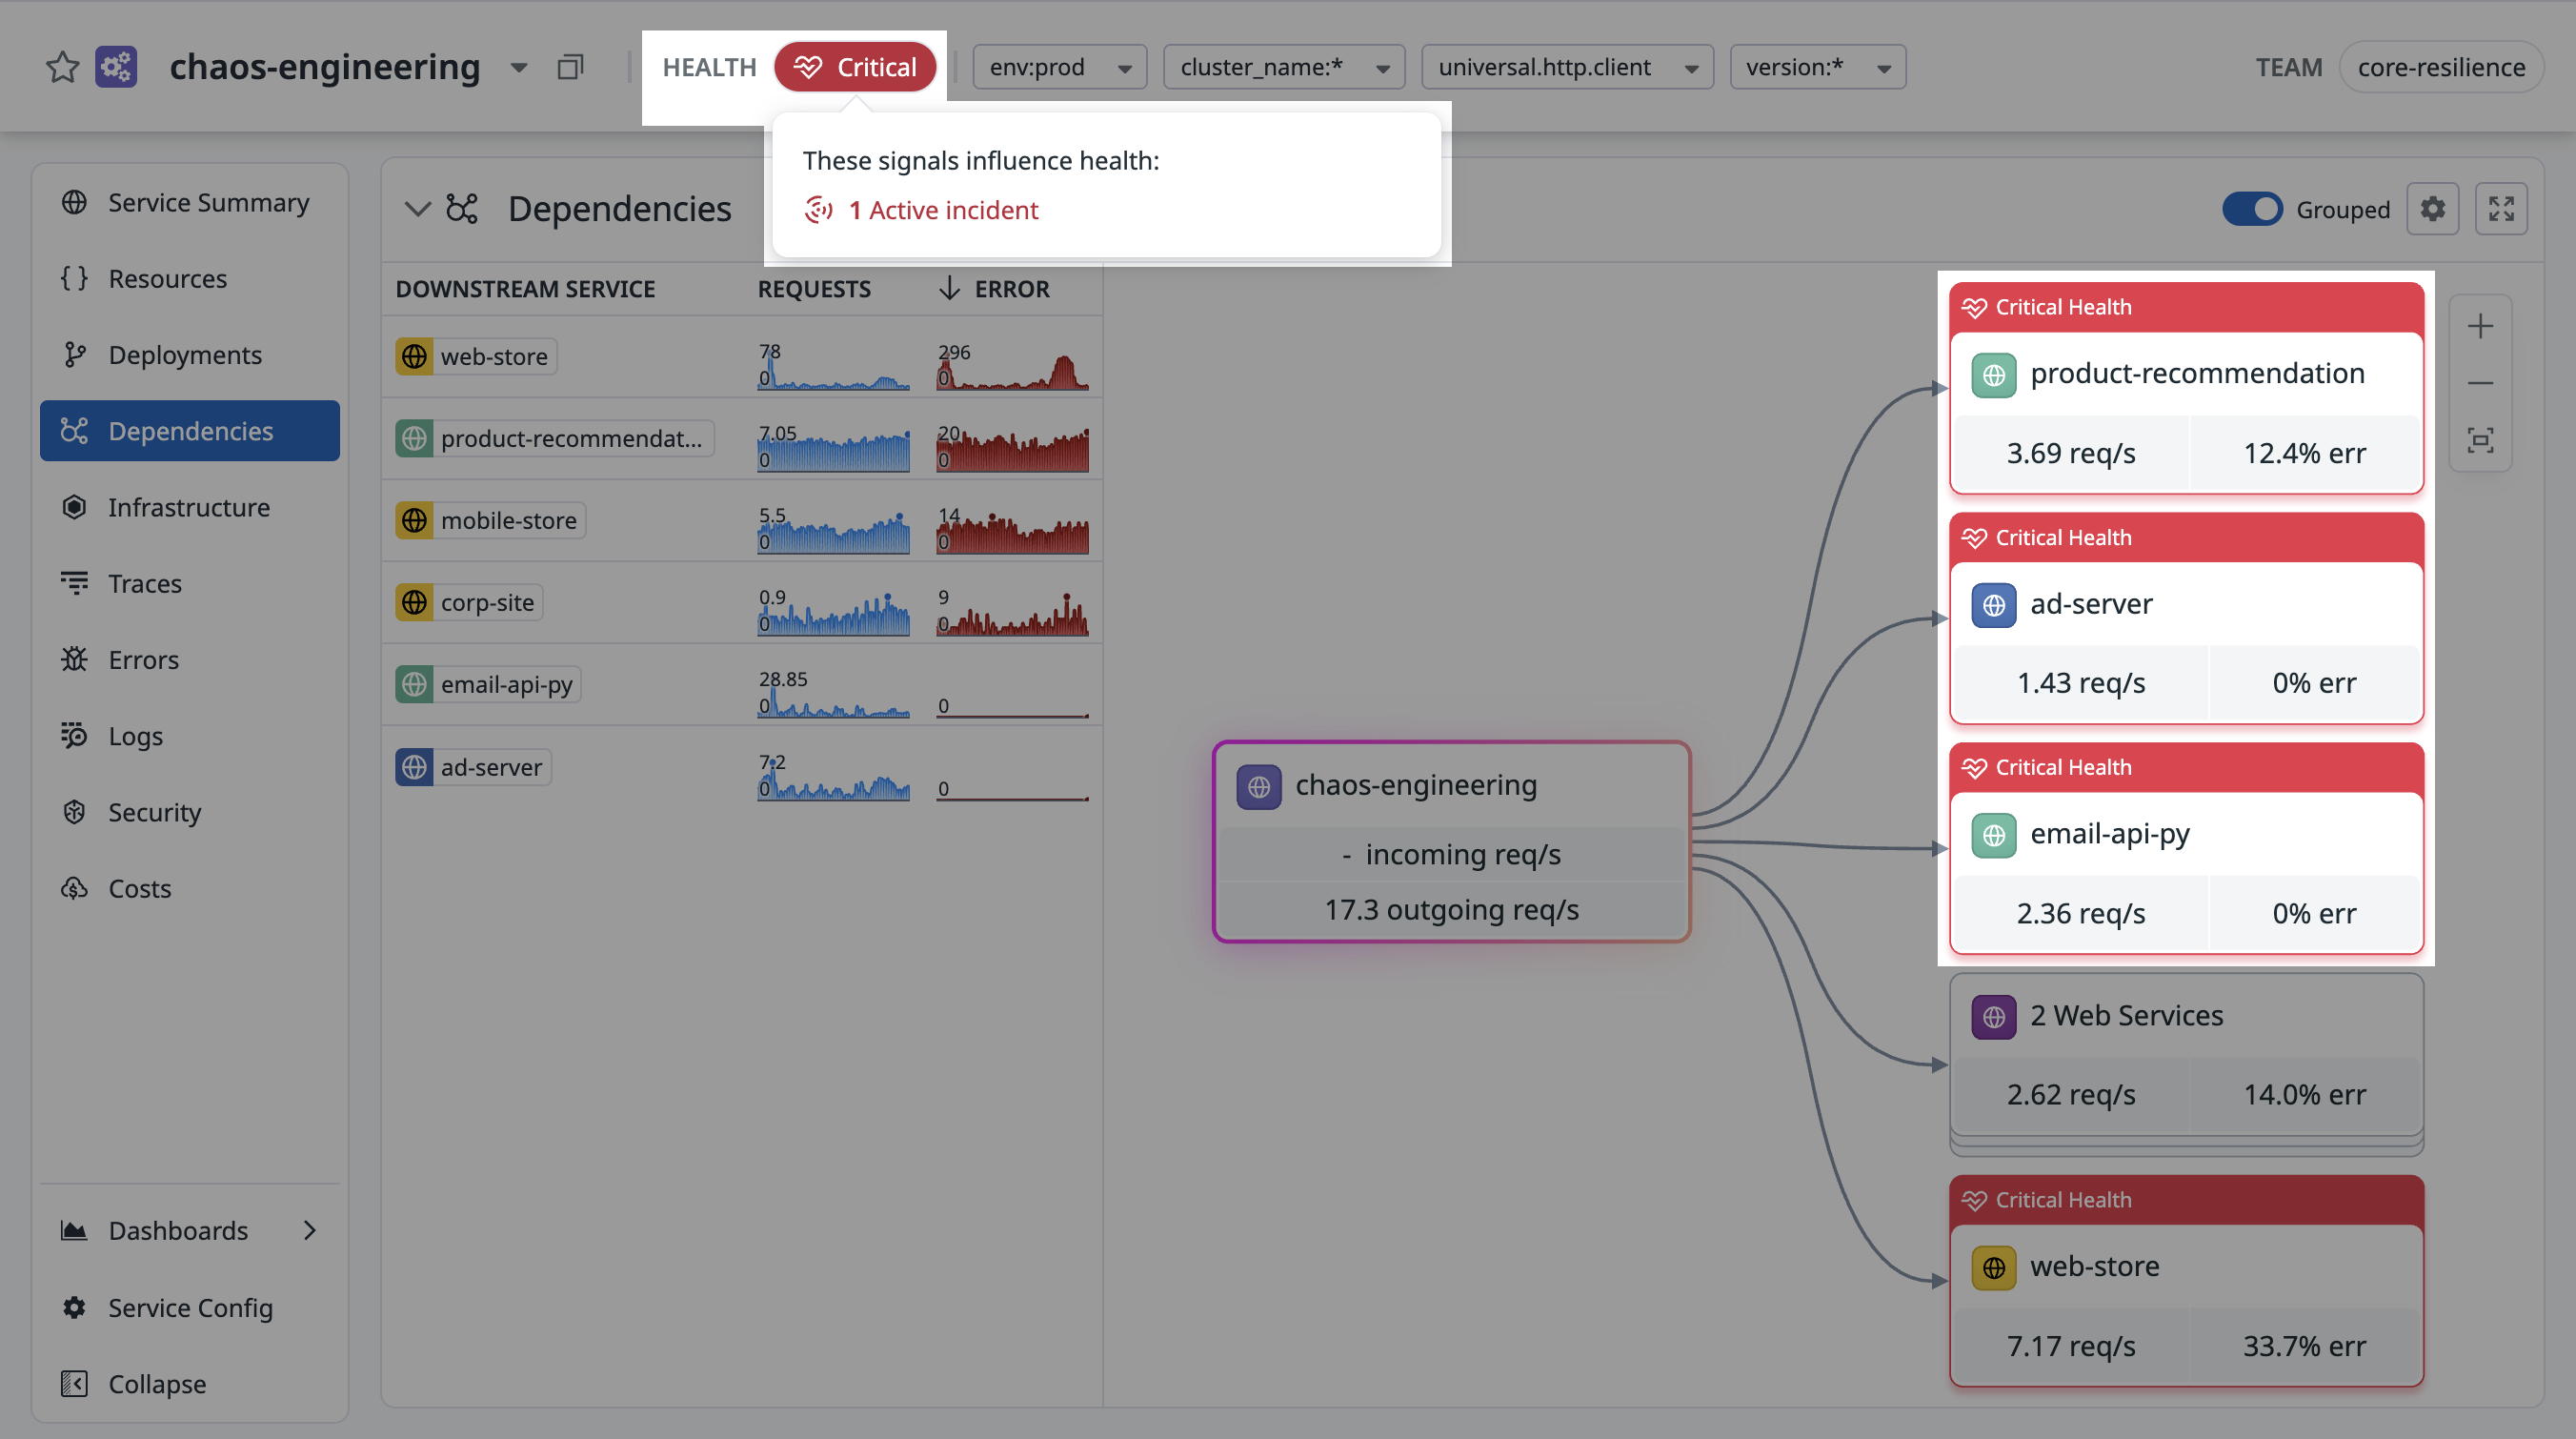 chaos-engineering
HEALTH Critical
env:prod
cluster_name:*
universal.http.client
version:*
TEAM core-resilience
These signals influence health:
1 Active incident
Service Summary
Resources
Deployments
Dependencies
Infrastructure
Traces
Errors
Logs
Security
Costs
Dashboards
Service Config
Collapse
Dependencies
Grouped
DOWNSTREAM SERVICE REQUESTS ERROR
web-store 78 0 296 0
product-recommendat... 7.05 0 20 0
mobile-store 5.5 0 14 0
corp-site 0.9 0 9 0
email-api-py 28.85 0 0
ad-server 7.2 0 0
chaos-engineering
- incoming req/s
17.3 outgoing req/s
Critical Health
product-recommendation
3.69 req/s 12.4% err
Critical Health
ad-server
1.43 req/s 0% err
Critical Health
email-api-py
2.36 req/s 0% err
2 Web Services
2.62 req/s 14.0% err
Critical Health
web-store
7.17 req/s 33.7% err